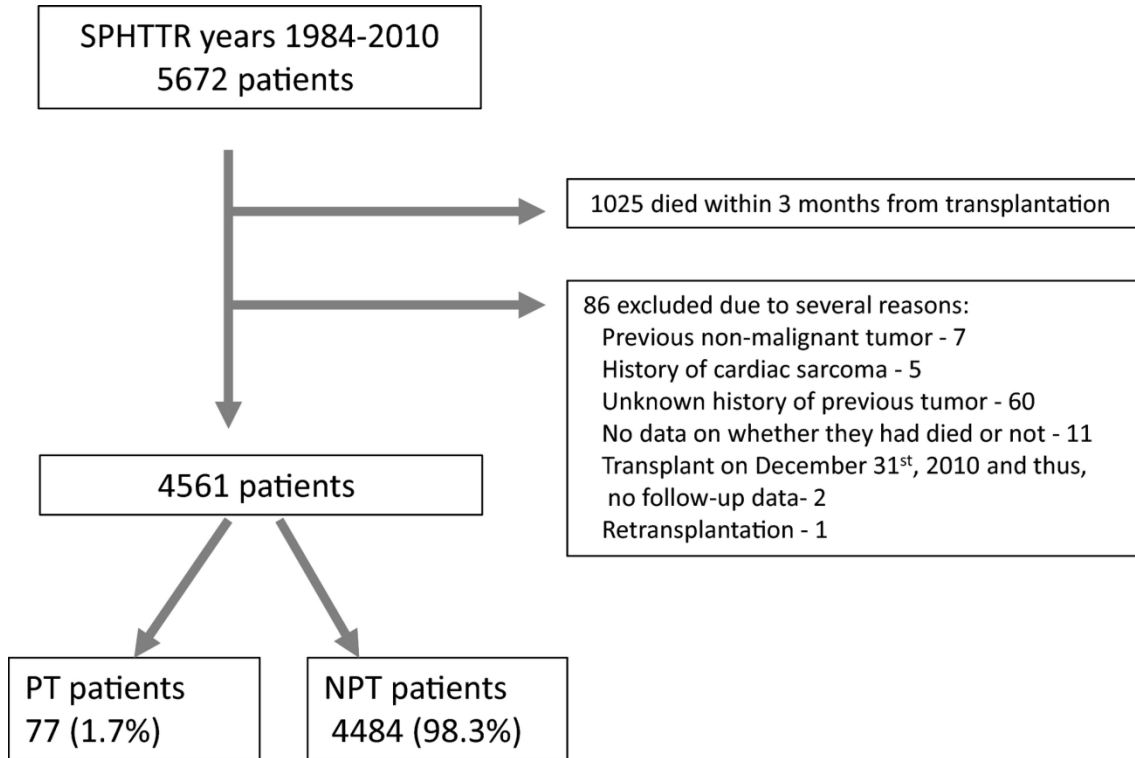 SPHTTR years 1984-2010
5672 patients
1025 died within 3 months from transplantation
86 excluded due to several reasons:
Previous non-malignant tumor - 7
History of cardiac sarcoma - 5
Unknown history of previous tumor - 60
No data on whether they had died or not - 11
Transplant on December 31st, 2010 and thus,
no follow-up data- 2
Retransplantation - 1
4561 patients
PT patients
77 (1.7%)
NPT patients
4484 (98.3%)